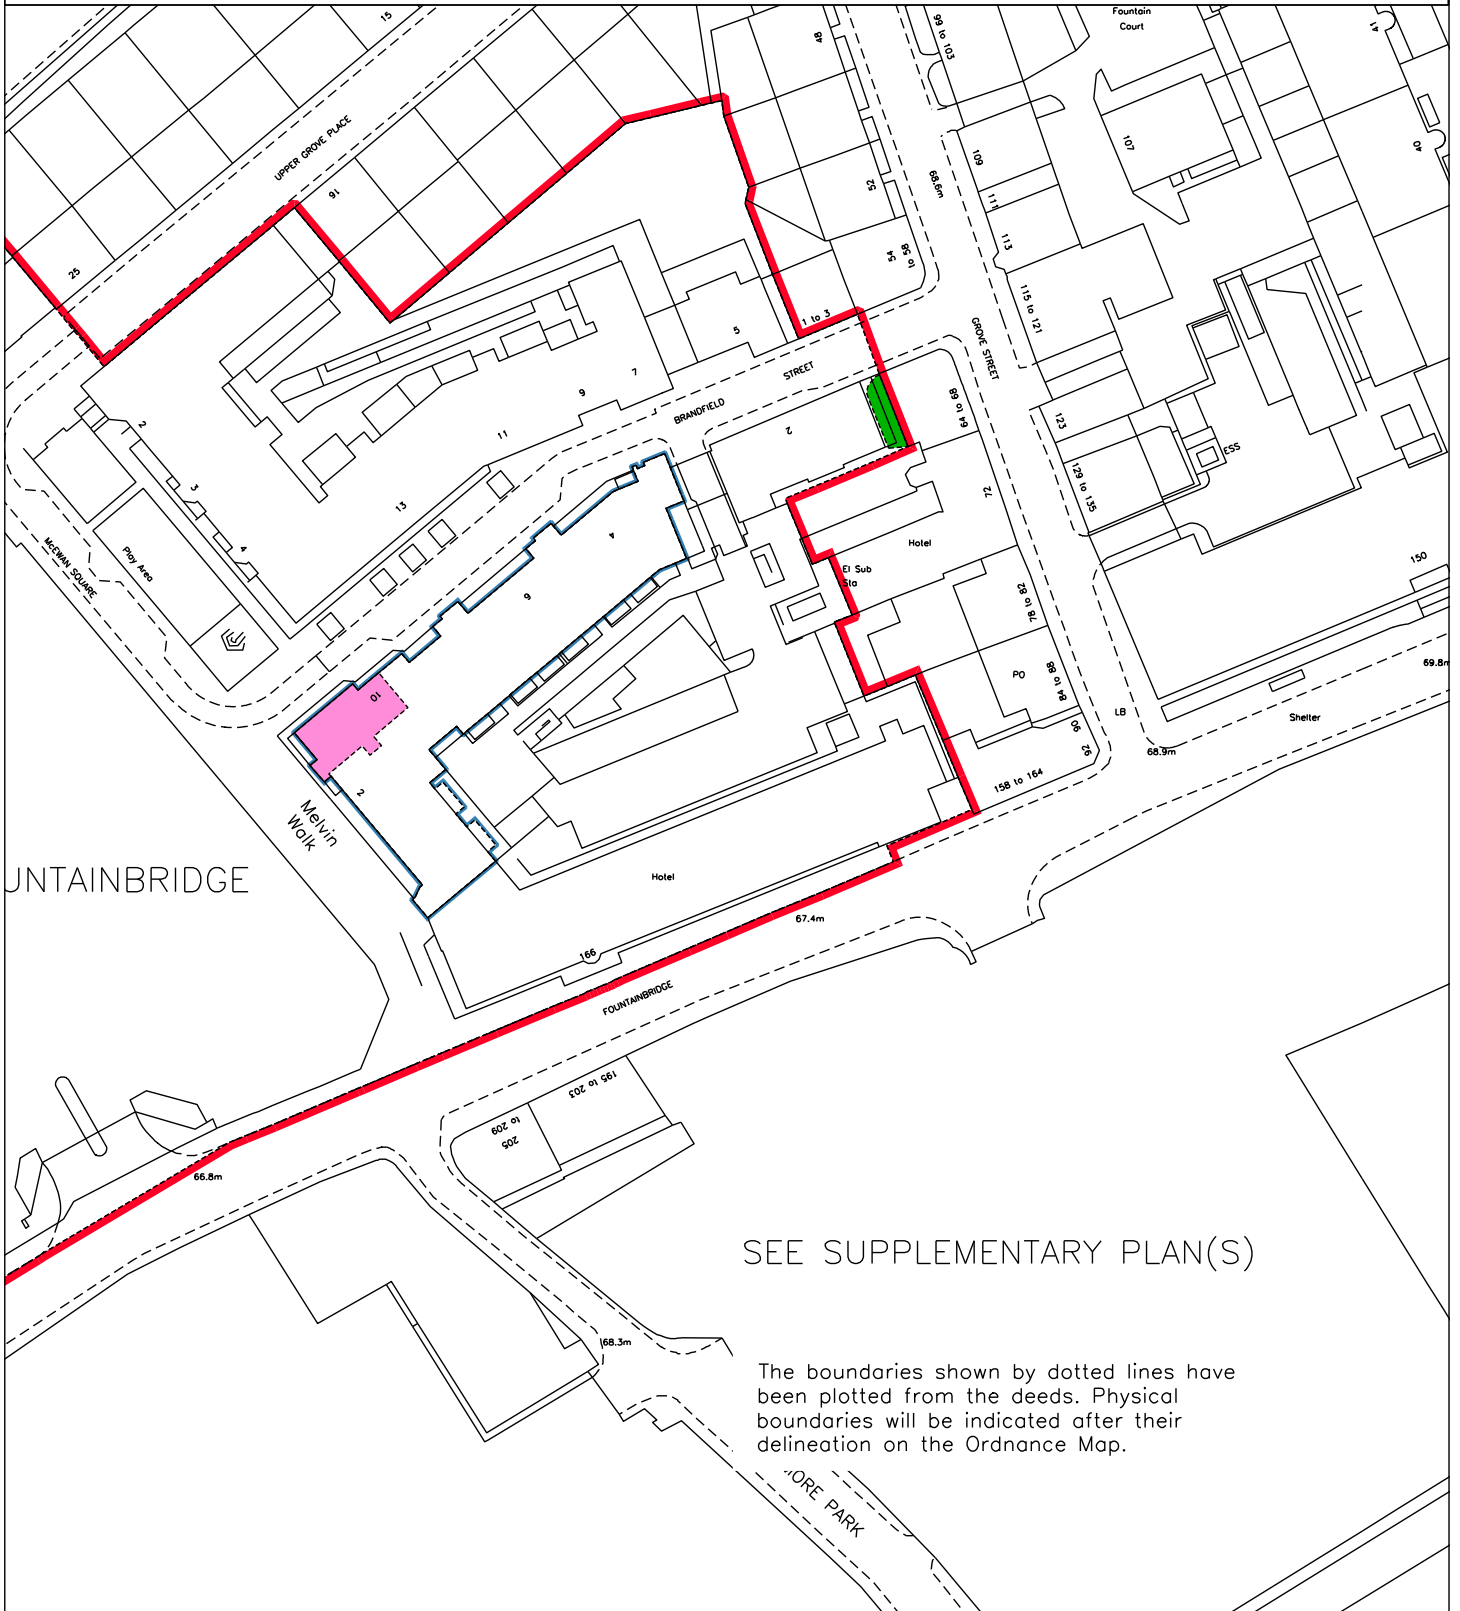 15
48
99 to 103
Fountain
Court
41
UPPER GROVE PLACE
16
52
68.6m
109
107
40
111
113
25
54
to 58
1 to 3
115 to 121
GROVE STREET
5
STREET
7
9
BRANDFIELD
64 to 68
2
11
2
123
ESS
129 to 135
3
13
72
4
4
Hotel
150
McEWAN SQUARE
Play Area
El Sub
Sta
6
78 to 82
69.8m
PO
84 to 88
10
LB
Shelter
90
92
68.9m
158 to 164
2
Melvin
Walk
UNTAINBRIDGE
Hotel
67.4m
166
FOUNTAINBRIDGE
195 to 203
205
to 209
66.8m
SEE SUPPLEMENTARY PLAN(S)
68.3m
The boundaries shown by dotted lines have
been plotted from the deeds. Physical
boundaries will be indicated after their
delineation on the Ordnance Map.
MORE PARK